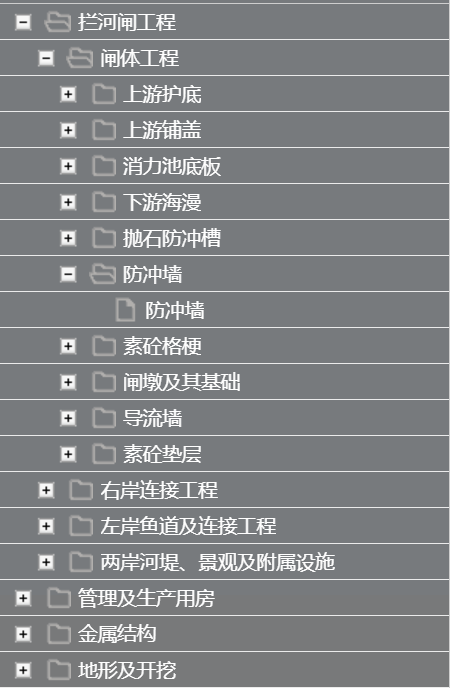 拦河闸工程
闸体工程
上游护底
上游铺盖
消力池底板
下游海漫
抛石防冲槽
防冲墙
防冲墙
素砼格梗
闸墩及其基础
导流墙
素砼垫层
右岸连接工程
左岸鱼道及连接工程
两岸河堤、景观及附属设施
管理及生产用房
金属结构
地形及开挖